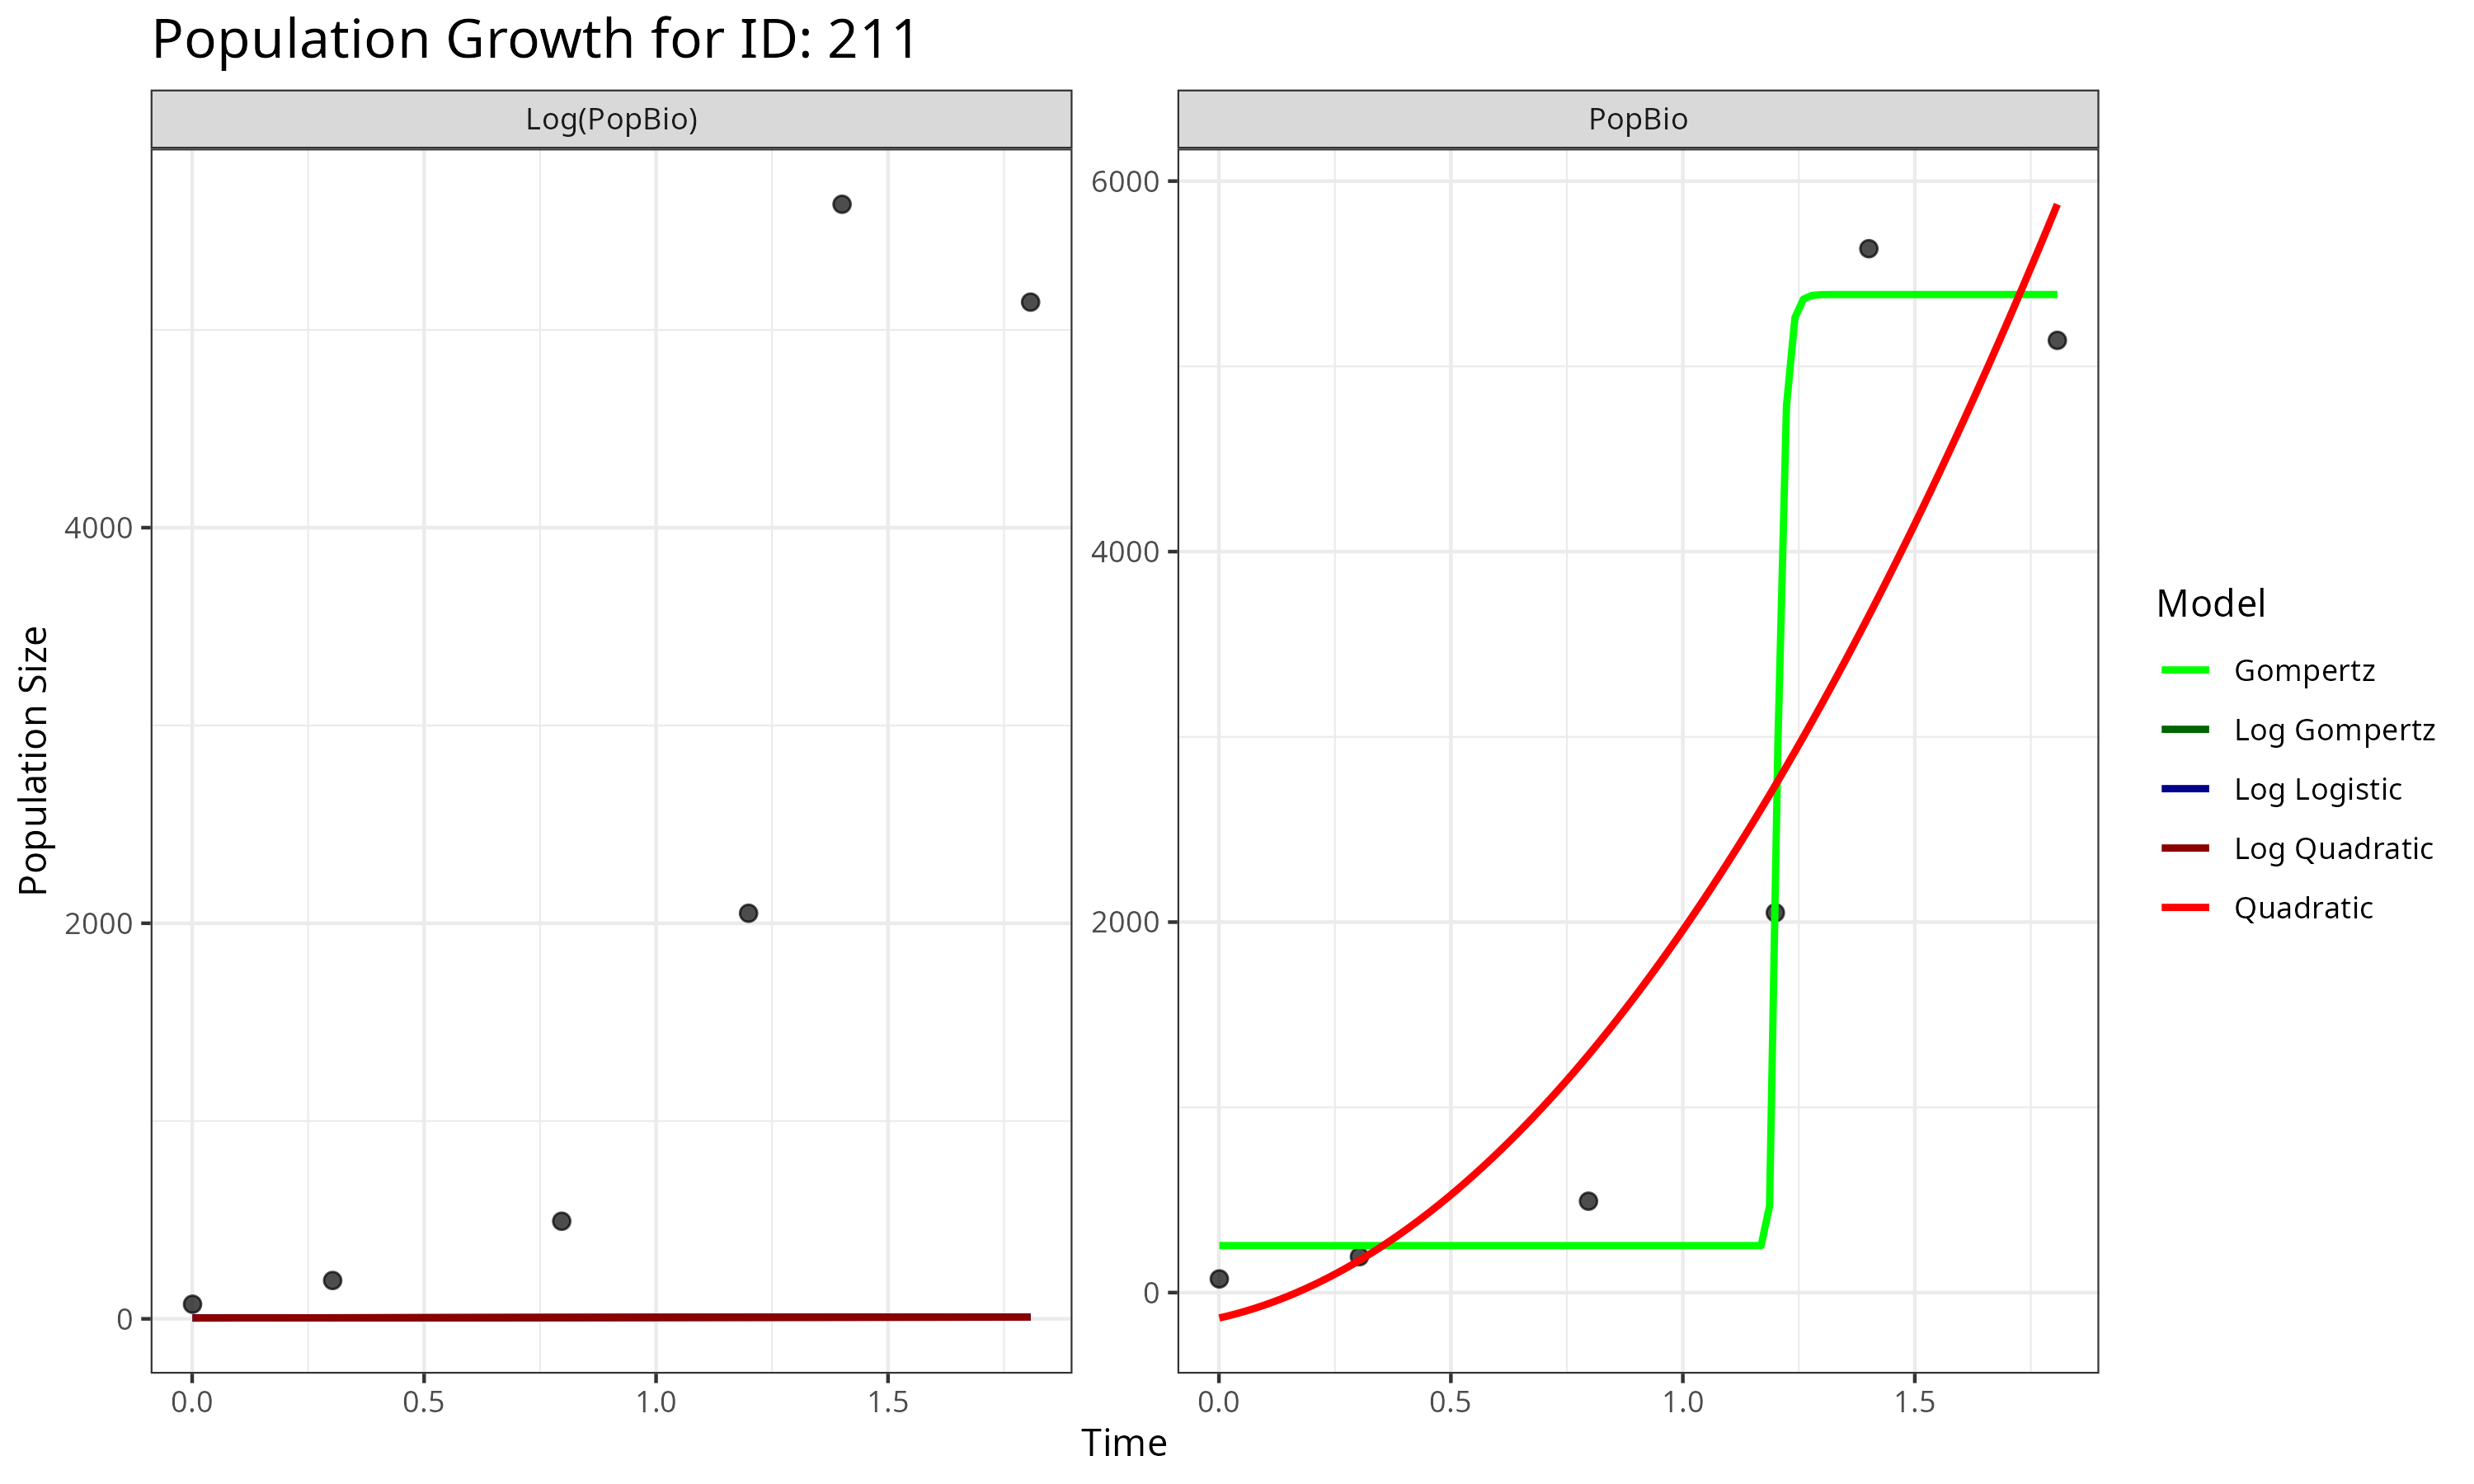 Population Growth for ID: 211
Log(PopBio)
PopBio
Population Size
4000
2000
0
6000
4000
2000
0
0.0 0.5 1.0 1.5
0.0 0.5 1.0 1.5
Time
Model
Gompertz
Log Gompertz
Log Logistic
Log Quadratic
Quadratic